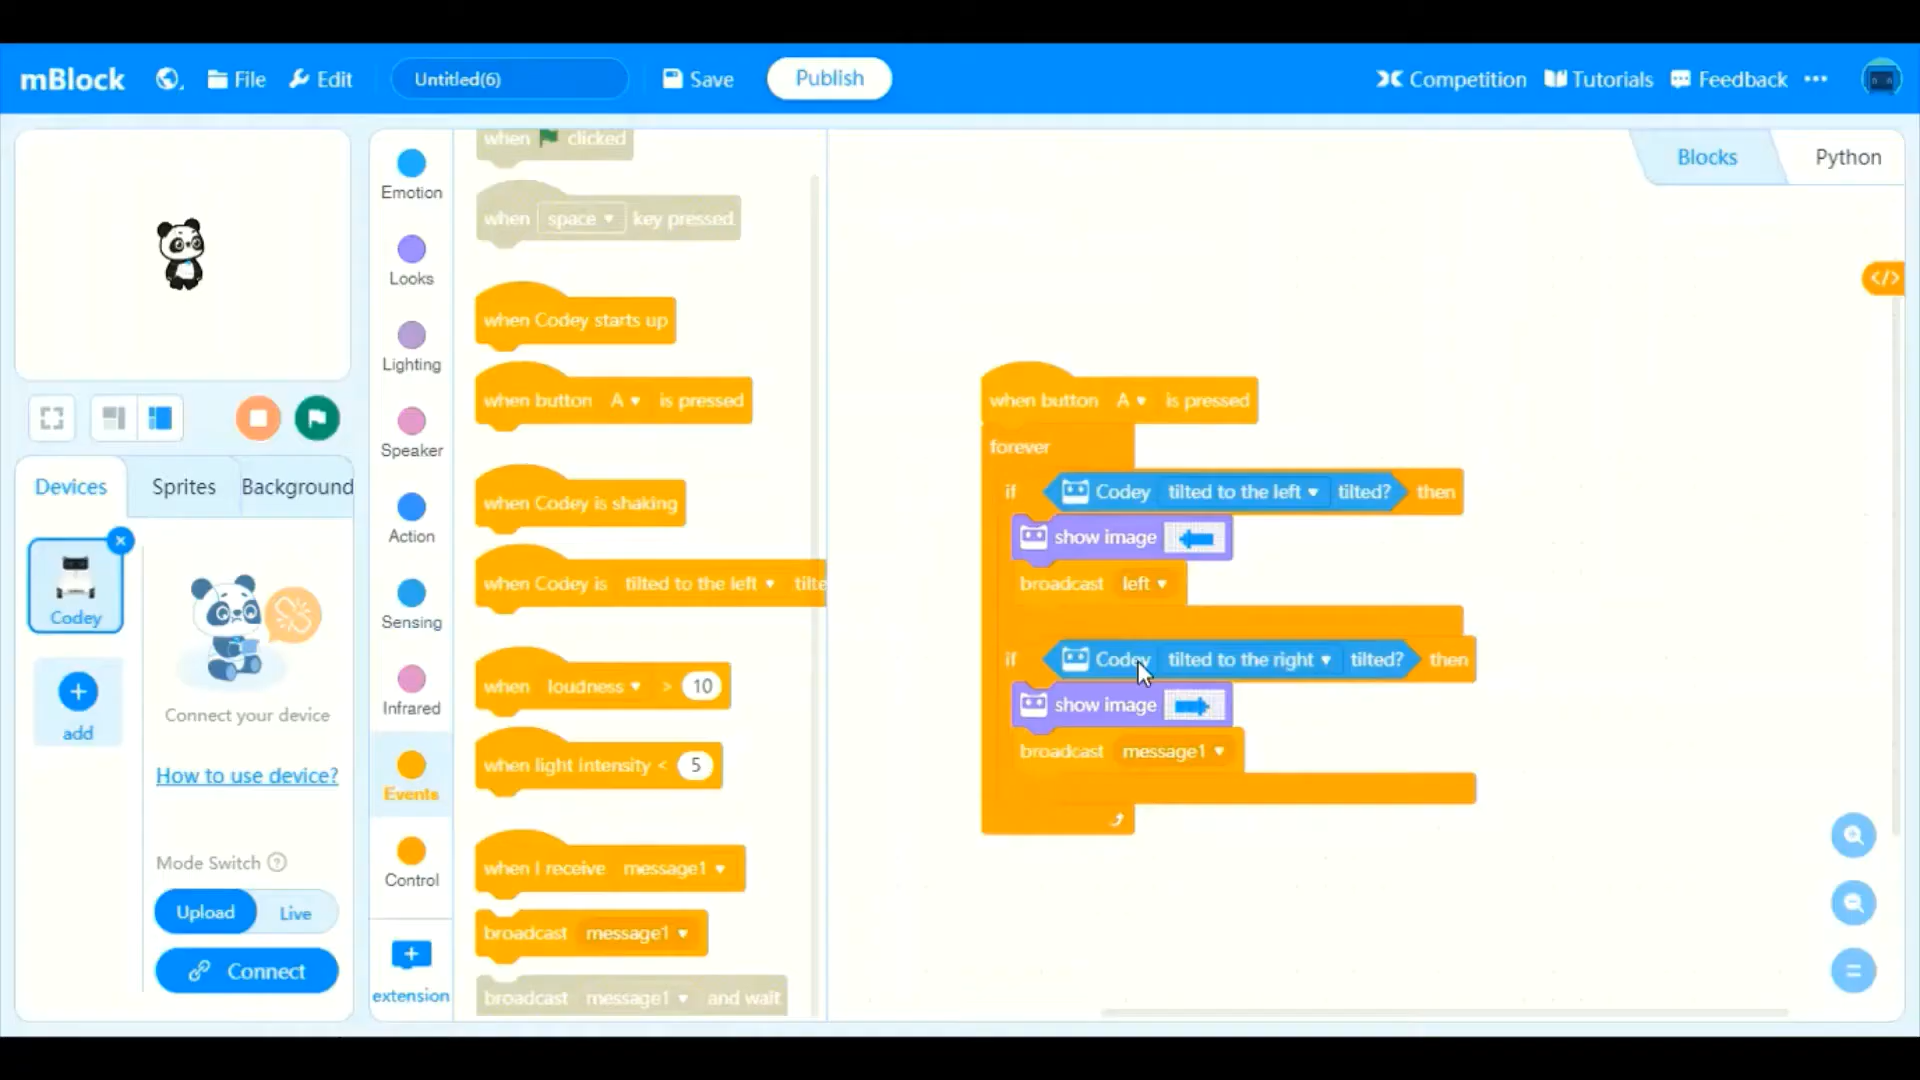 mBlock
File
Edit
Untitled(6)
Save
Publish
Competition
Tutorials
Feedback
Devices
Sprites
Background
Codey
add
Connect your device
How to use device?
Mode Switch ?
Upload
Live
Connect
Emotion
Looks
Lighting
Speaker
Action
Sensing
Infrared
Events
Control
extension
when clicked
when space key pressed
when Codey starts up
when button A is pressed
when Codey is shaking
when Codey is tilted to the left tilte
when loudness > 10
when light intensity < 5
when I receive message1
broadcast message1
broadcast message1 and wait
Blocks
Python
</>
when button A is pressed
forever
if Codey tilted to the left tilted? then
show image
broadcast left
if Codey tilted to the right tilted? then
show image
broadcast message1